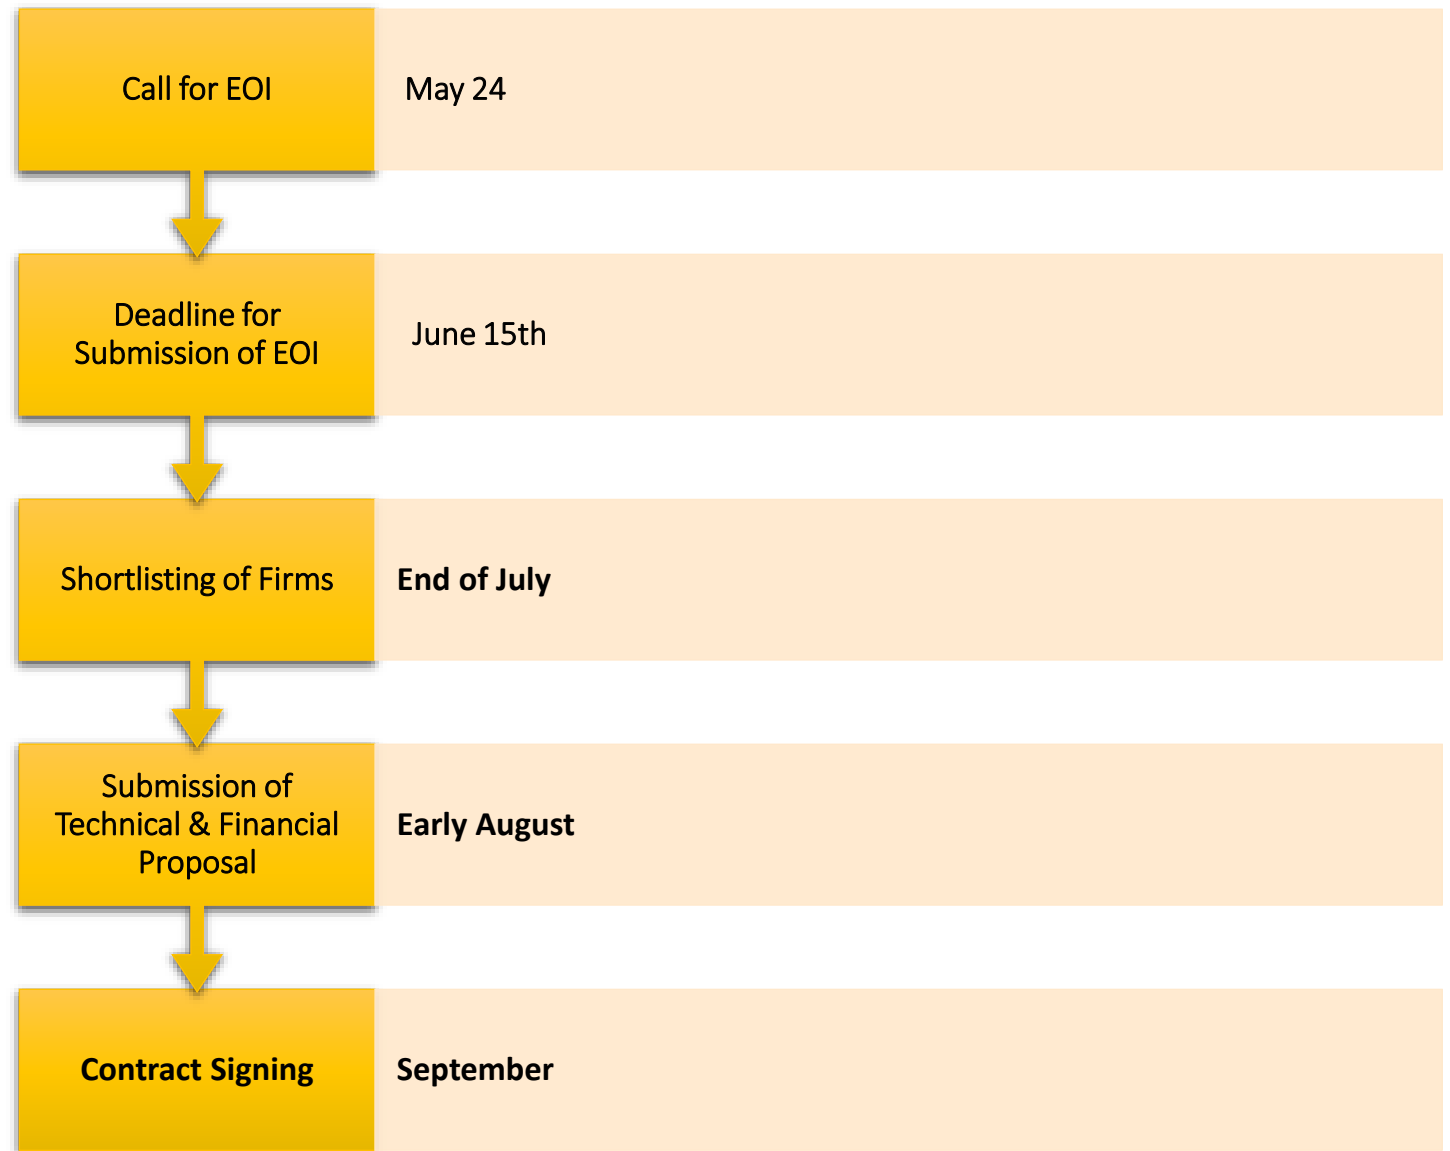 Call for EOI
May 24
Deadline for
Submission of EOI
June 15th
Shortlisting of Firms
End of July
Submission of
Technical & Financial
Proposal
Early August
Contract Signing
September